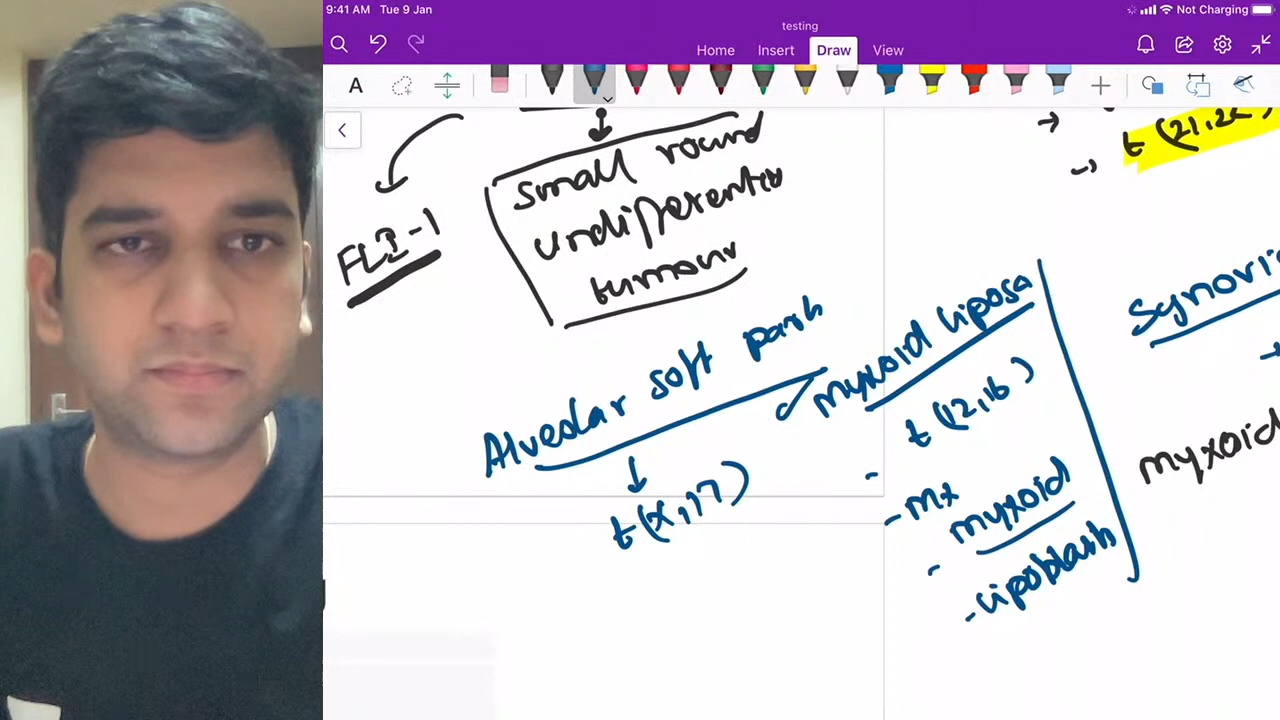 9:41 AM Tue 9 Jan
Not Charging
testing
Home Insert Draw View
A
t (21,22)
small round
undifferentia
tumour
FLI-1
Alveolar soft part
t(x,17)
myxoid liposa
t (12,16)
- mx
myxoid
- lipoblasts
Synovi
myxoid